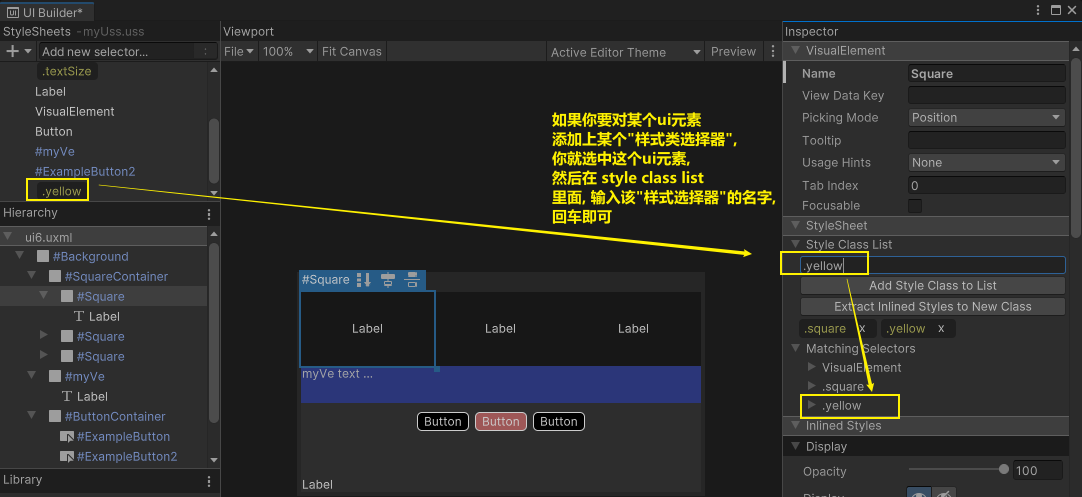 UI Builder*
StyleSheets - myUss.uss
Add new selector...
.textSize
Label
VisualElement
Button
#myVe
#ExampleButton2
.yellow
Hierarchy
ui6.uxml
#Background
#SquareContainer
#Square
Label
#Square
#Square
#myVe
Label
#ButtonContainer
#ExampleButton
#ExampleButton2
Library
Viewport
File 100% Fit Canvas Active Editor Theme Preview
如果你要对某个ui元素
添加上某个"样式类选择器",
你就选中这个ui元素,
然后在 style class list
里面, 输入该"样式选择器"的名字,
回车即可
#Square
Label Label Label
myVe text ...
Button Button Button
Label
Inspector
VisualElement
Name Square
View Data Key
Picking Mode Position
Tooltip
Usage Hints None
Tab Index 0
Focusable
StyleSheet
Style Class List
.yellow
Add Style Class to List
Extract Inlined Styles to New Class
.square x .yellow x
Matching Selectors
VisualElement
.square
.yellow
Inlined Styles
Display
Opacity 100
Display